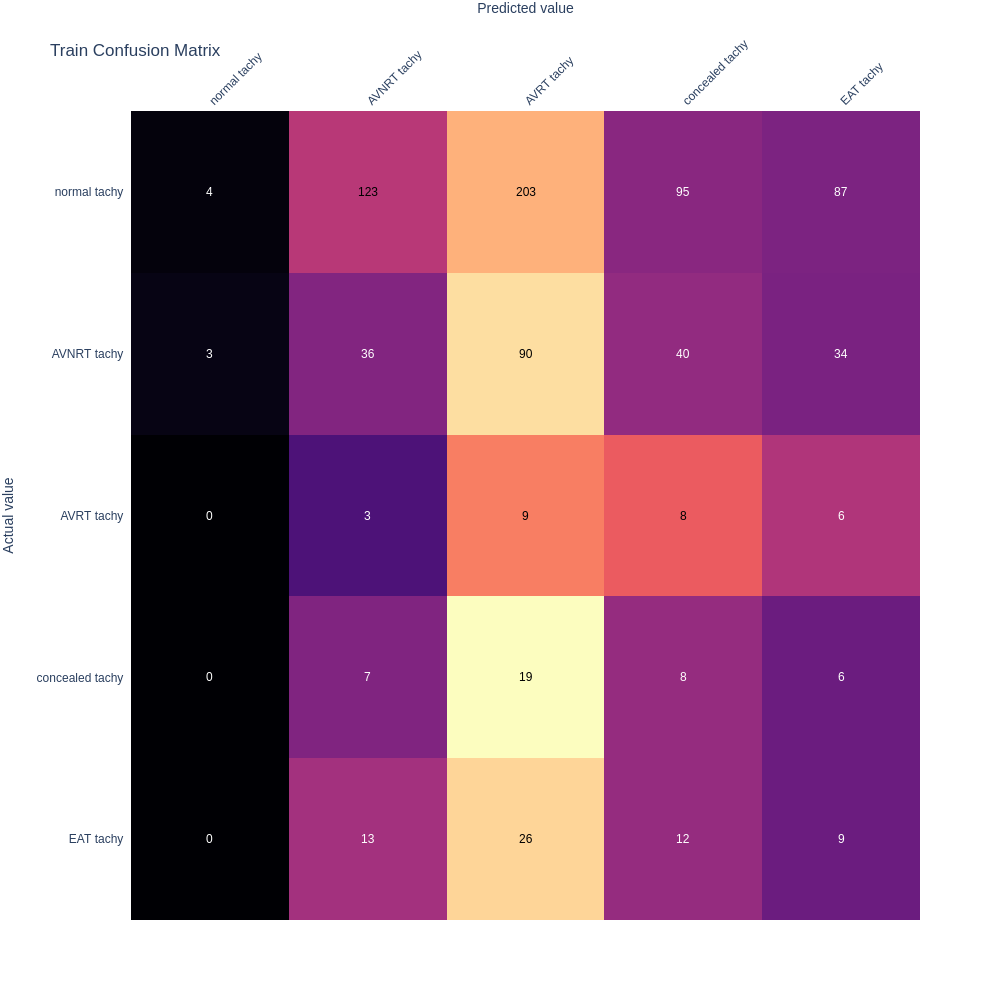 Predicted value
Train Confusion Matrix
normal tachy
AVNRT tachy
AVRT tachy
concealed tachy
EAT tachy
normal tachy 4 123 203 95 87
AVNRT tachy 3 36 90 40 34
Actual value
AVRT tachy 0 3 9 8 6
concealed tachy 0 7 19 8 6
EAT tachy 0 13 26 12 9